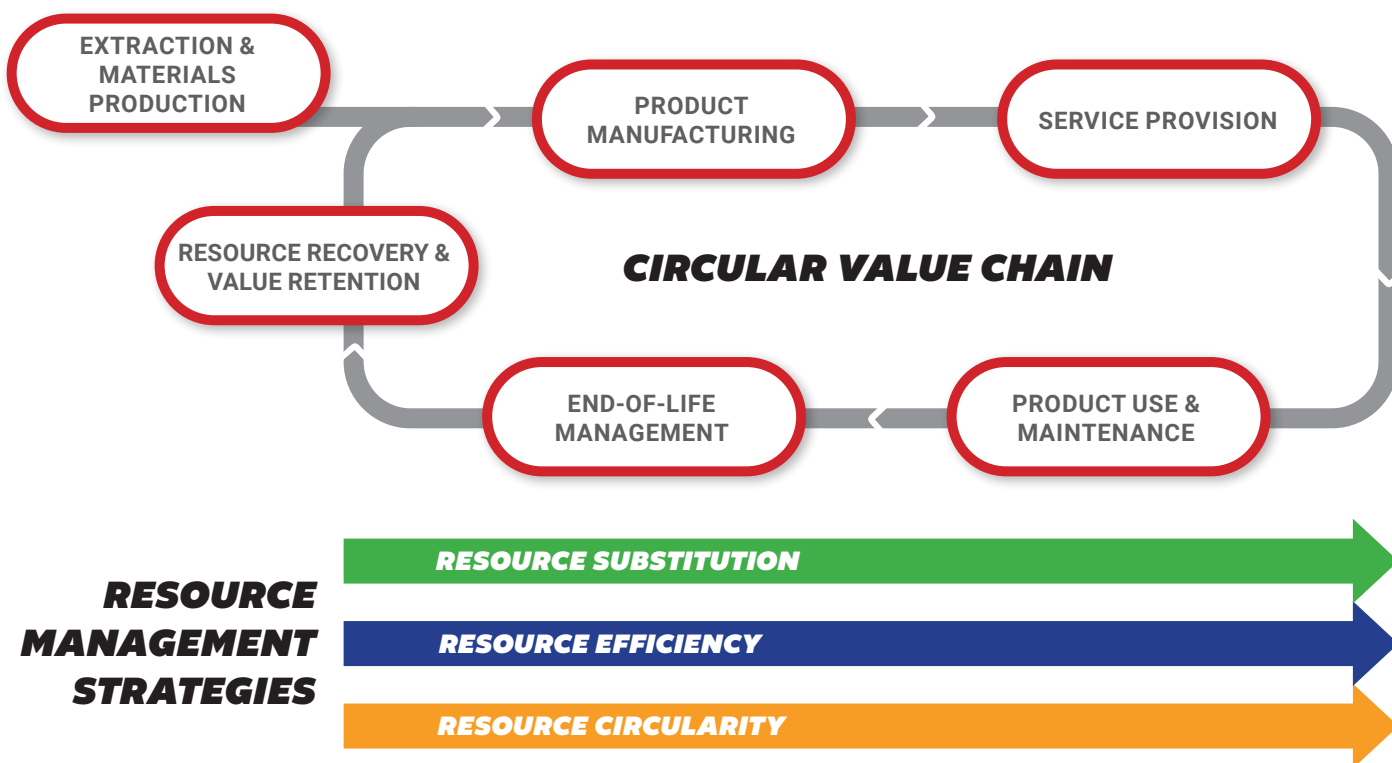 EXTRACTION &
MATERIALS
PRODUCTION
PRODUCT
MANUFACTURING
SERVICE PROVISION
RESOURCE RECOVERY &
VALUE RETENTION
CIRCULAR VALUE CHAIN
END-OF-LIFE
MANAGEMENT
PRODUCT USE &
MAINTENANCE
RESOURCE
MANAGEMENT
STRATEGIES
RESOURCE SUBSTITUTION
RESOURCE EFFICIENCY
RESOURCE CIRCULARITY